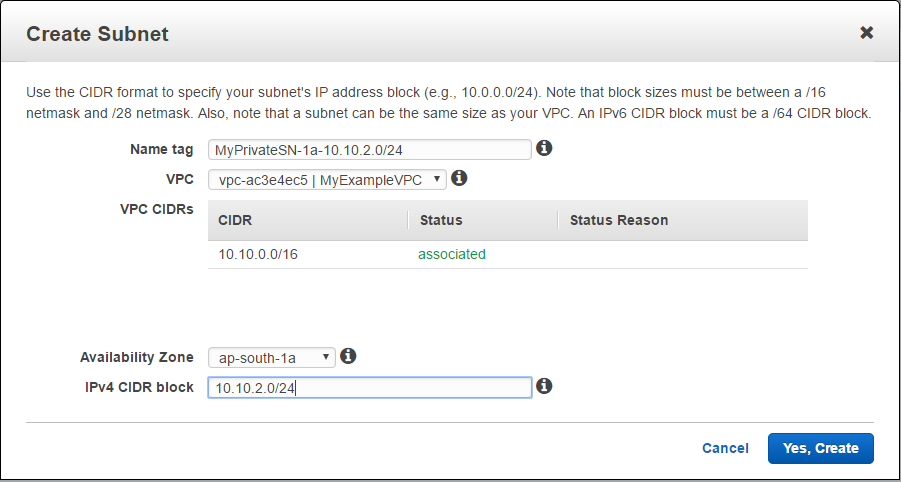 Create Subnet
Use the CIDR format to specify your subnet's IP address block (e.g., 10.0.0.0/24). Note that block sizes must be between a /16
netmask and /28 netmask. Also, note that a subnet can be the same size as your VPC. An IPv6 CIDR block must be a /64 CIDR block.
Name tag MyPrivateSN-1a-10.10.2.0/24
VPC vpc-ac3e4ec5 | MyExampleVPC
VPC CIDRs CIDR Status Status Reason
10.10.0.0/16 associated
Availability Zone ap-south-1a
IPv4 CIDR block 10.10.2.0/24
Cancel Yes, Create